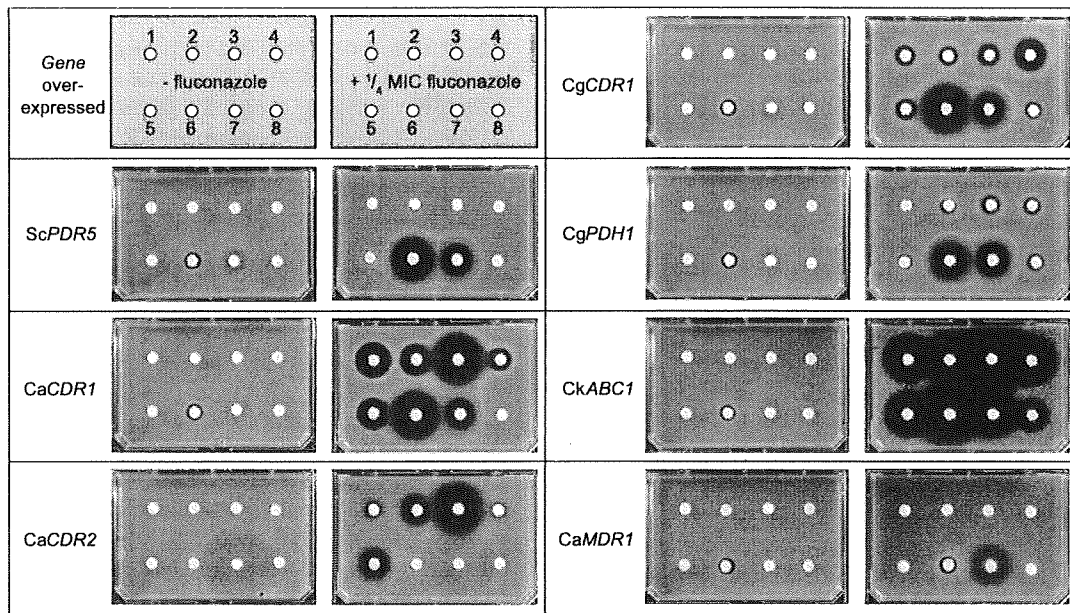 Gene
over-
expressed
1 2 3 4
- fluconazole
5 6 7 8
1 2 3 4
+ 1/4 MIC fluconazole
5 6 7 8
CgCDR1
ScPDR5
CgPDH1
CaCDR1
CkABC1
CaCDR2
CaMDR1